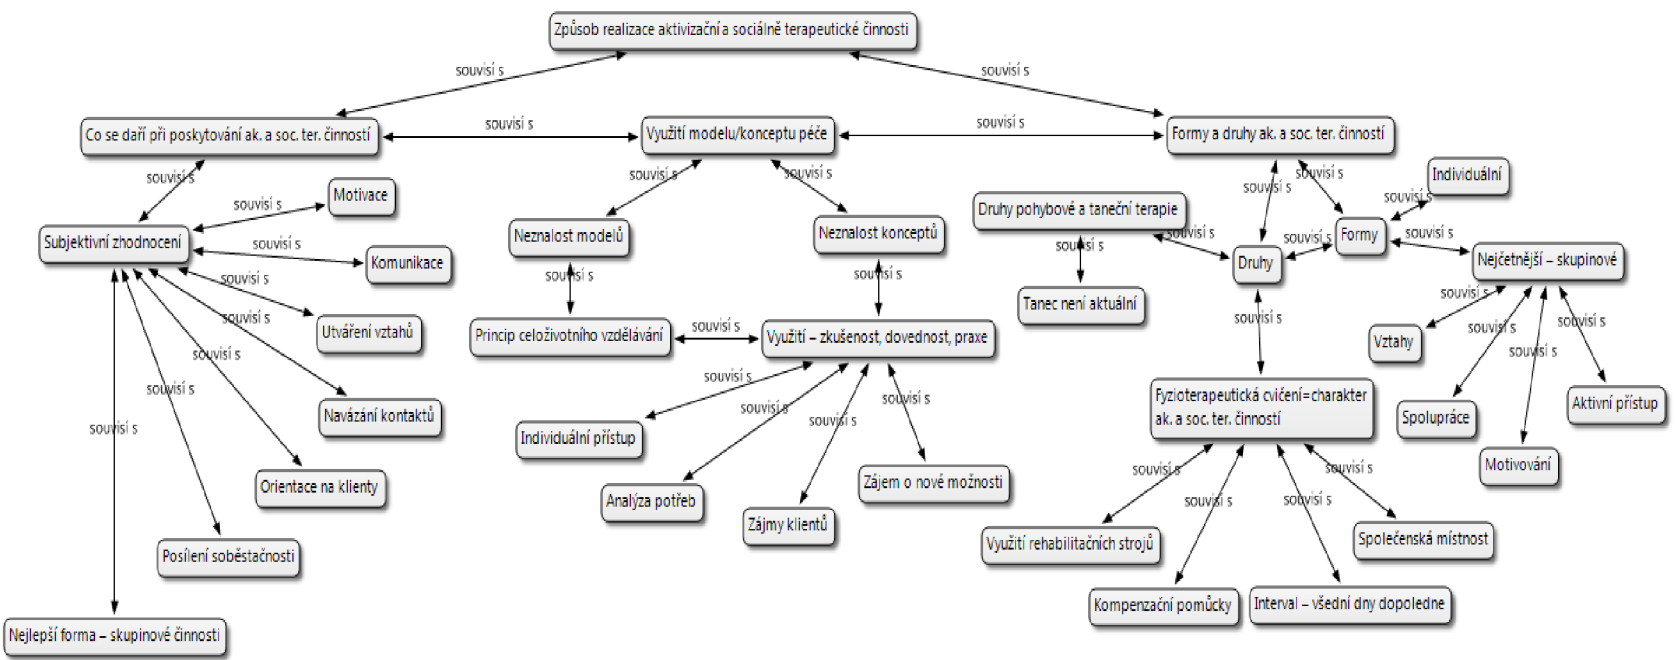 Způsob realizace aktivizační a sociálně terapeutické činnosti
souvisí s
souvisí s
Co se daří při poskytování ak. a soc. ter. činností
souvisí s
Využití modelu/konceptu péče
souvisí s
Formy a druhy ak. a soc. ter. činností
souvisí s
Motivace
souvisí s
souvisí s
souvisí s
souvisí s
souvisí s
Individuální
souvisí s
Druhy pohybové a taneční terapie
Subjektivní zhodnocení
souvisí s
Komunikace
Neznalost modelů
Neznalost konceptů
souvisí s
Druhy
souvisí s
Formy
souvisí s
Nejčetnější – skupinové
souvisí s
souvisí s
souvisí s
souvisí s
Tanec není aktuální
Utváření vztahů
souvisí s
Princip celoživotního vzdělávání
souvisí s
Využití – zkušenost, dovednost, praxe
souvisí s
souvisí s
souvisí s
Vztahy
souvisí s
souvisí s
souvisí s
souvisí s
souvisí s
souvisí s
souvisí s
Fyzioterapeutická cvičení=charakter
ak. a soc. ter. činností
Spolupráce
Aktivní přístup
Navázání kontaktů
souvisí s
Individuální přístup
souvisí s
Motivování
Orientace na klienty
Analýza potřeb
Zájem o nové možnosti
souvisí s
souvisí s
souvisí s
souvisí s
Zájmy klientů
Posílení soběstačnosti
Využití rehabilitačních strojů
Společenská místnost
Kompenzační pomůcky
Interval – všední dny dopoledne
Nejlepší forma – skupinové činnosti